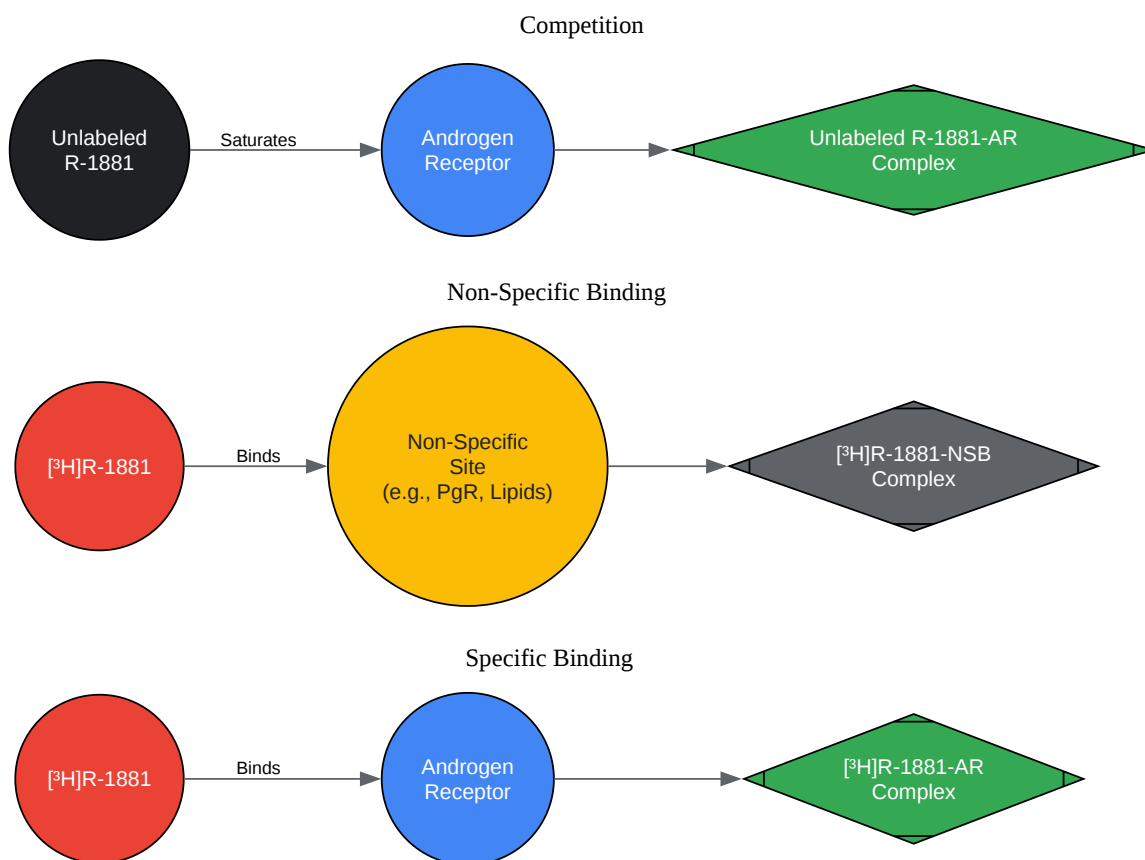 Competition
Unlabeled
R-1881
Saturates
Androgen
Receptor
Unlabeled R-1881-AR
Complex
Non-Specific Binding
[³H]R-1881
Binds
Non-Specific
Site
(e.g., PgR, Lipids)
[³H]R-1881-NSB
Complex
Specific Binding
[³H]R-1881
Binds
Androgen
Receptor
[³H]R-1881-AR
Complex